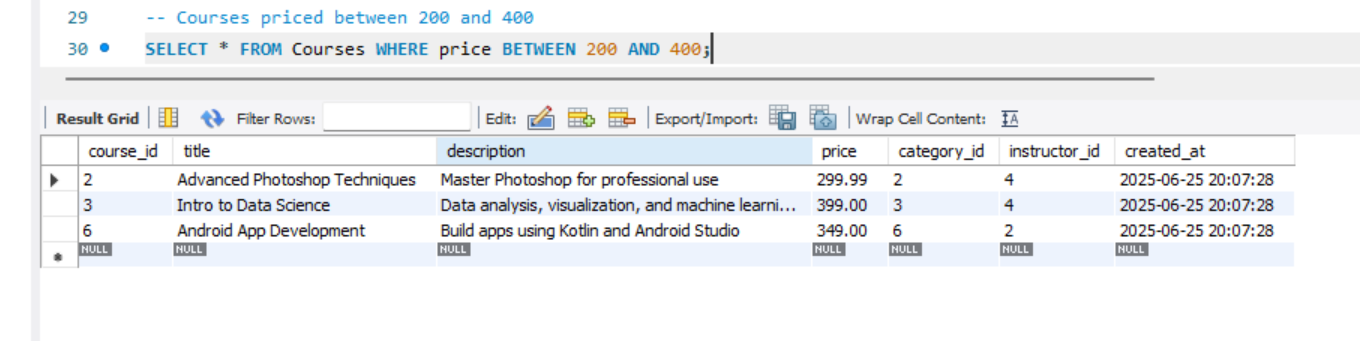 29 -- Courses priced between 200 and 400
30 SELECT * FROM Courses WHERE price BETWEEN 200 AND 400;
Result Grid Filter Rows: Edit: Export/Import: Wrap Cell Content:
course_id title description price category_id instructor_id created_at
2 Advanced Photoshop Techniques Master Photoshop for professional use 299.99 2 4 2025-06-25 20:07:28
3 Intro to Data Science Data analysis, visualization, and machine learni... 399.00 3 4 2025-06-25 20:07:28
6 Android App Development Build apps using Kotlin and Android Studio 349.00 6 2 2025-06-25 20:07:28
NULL NULL NULL NULL NULL NULL NULL